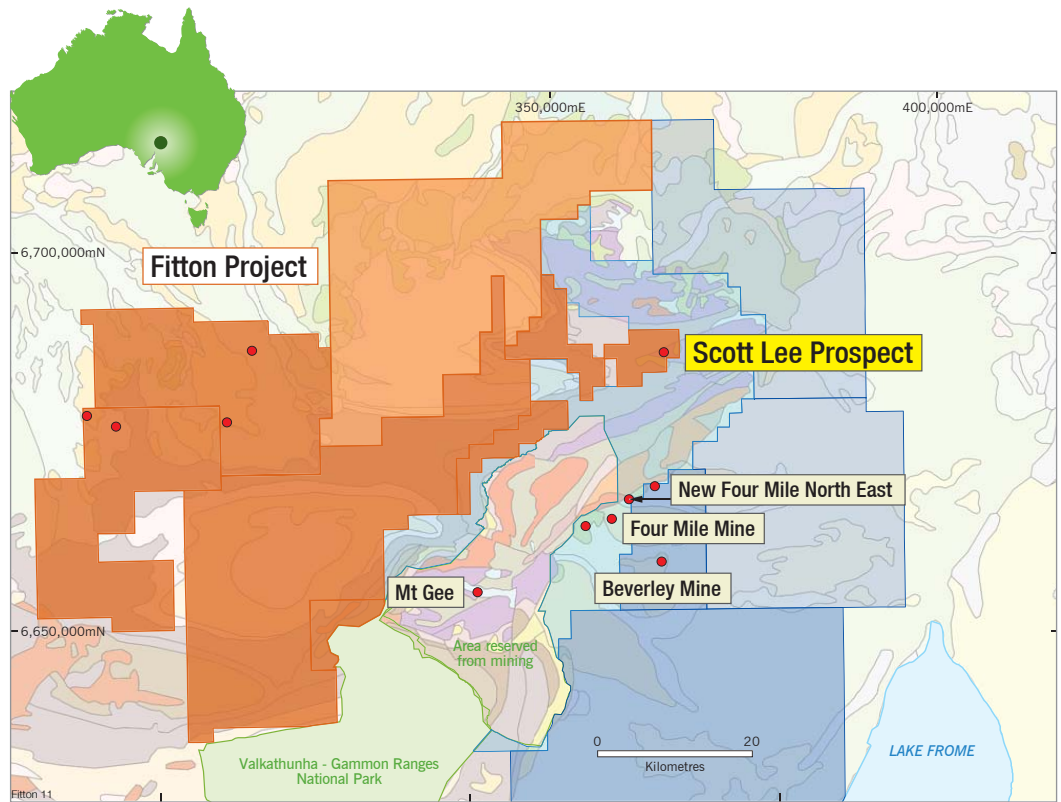 350,000mE
400,000mE
6,700,000mN
Fitton Project
Scott Lee Prospect
New Four Mile North East
Four Mile Mine
Beverley Mine
Mt Gee
6,650,000mN
Area reserved
from mining
0 20
Kilometres
LAKE FROME
Valkathunha - Gammon Ranges
National Park
Fitton 11